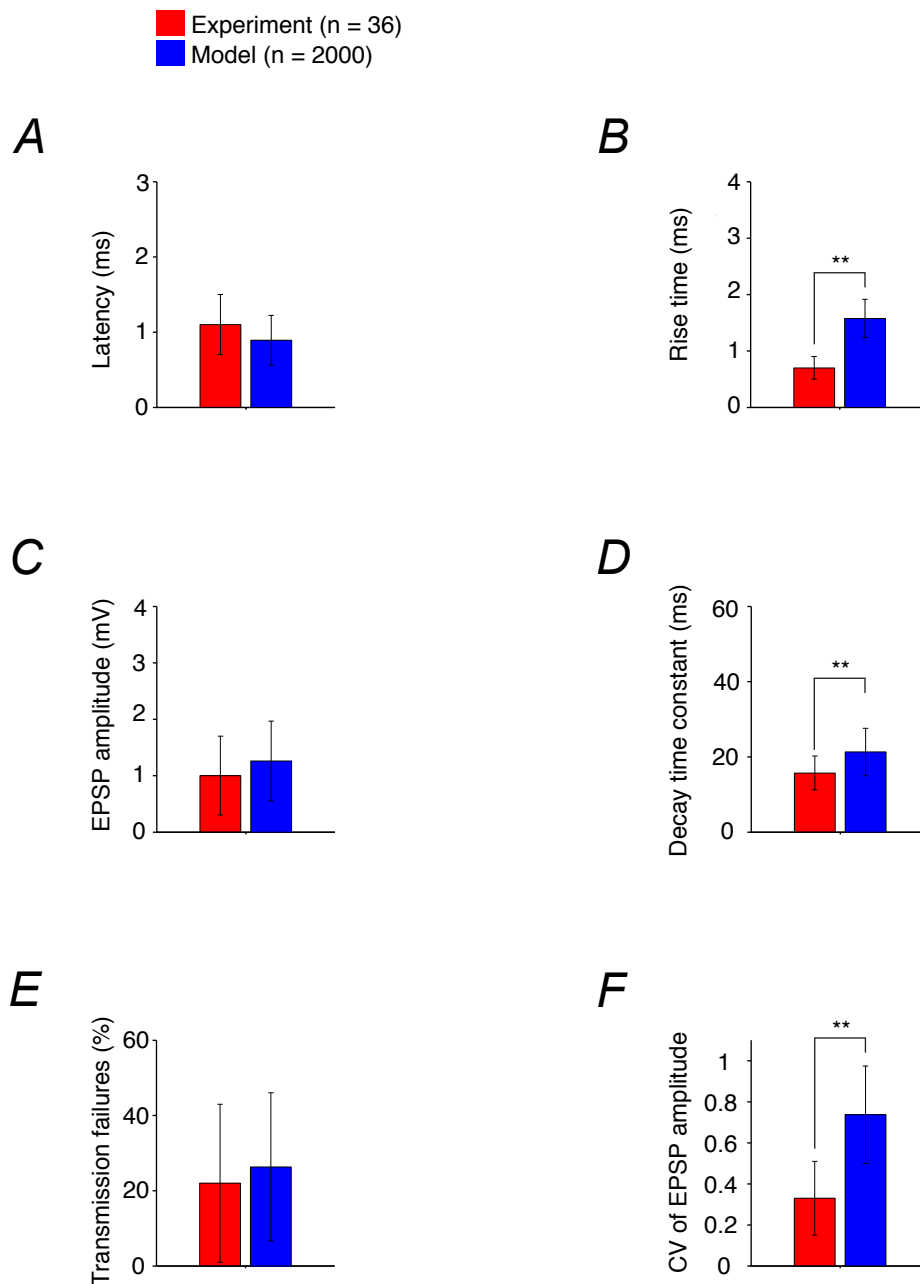 Experiment (n = 36)
Model (n = 2000)
A
Latency (ms)
3
2
1
0
B
Rise time (ms)
4
3
2
1
0
**
C
EPSP amplitude (mV)
4
3
2
1
0
D
Decay time constant (ms)
60
40
20
0
**
E
Transmission failures (%)
60
40
20
0
F
CV of EPSP amplitude
1
0.8
0.6
0.4
0.2
0
**